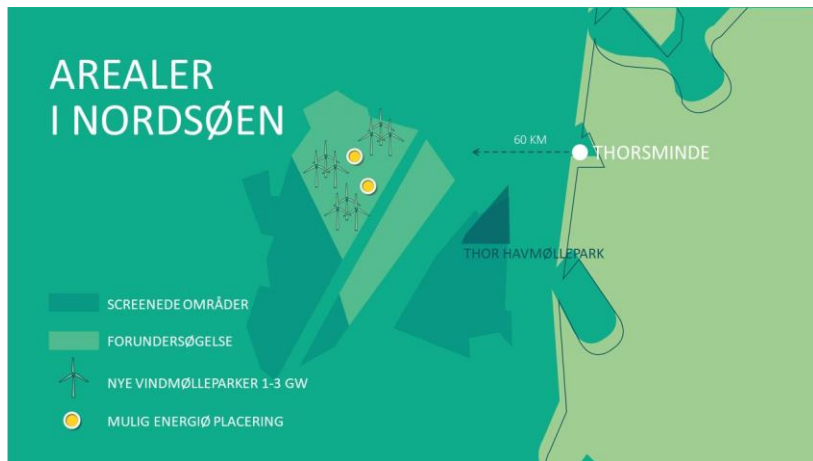 AREALER
I NORDSØEN
60 KM
THORSMINDE
THOR HAVMØLLEPARK
SCREENEDE OMRÅDER
FORUNDERSØGELSE
NYE VINDMØLLEPARKER 1-3 GW
MULIG ENERGIØ PLACERING